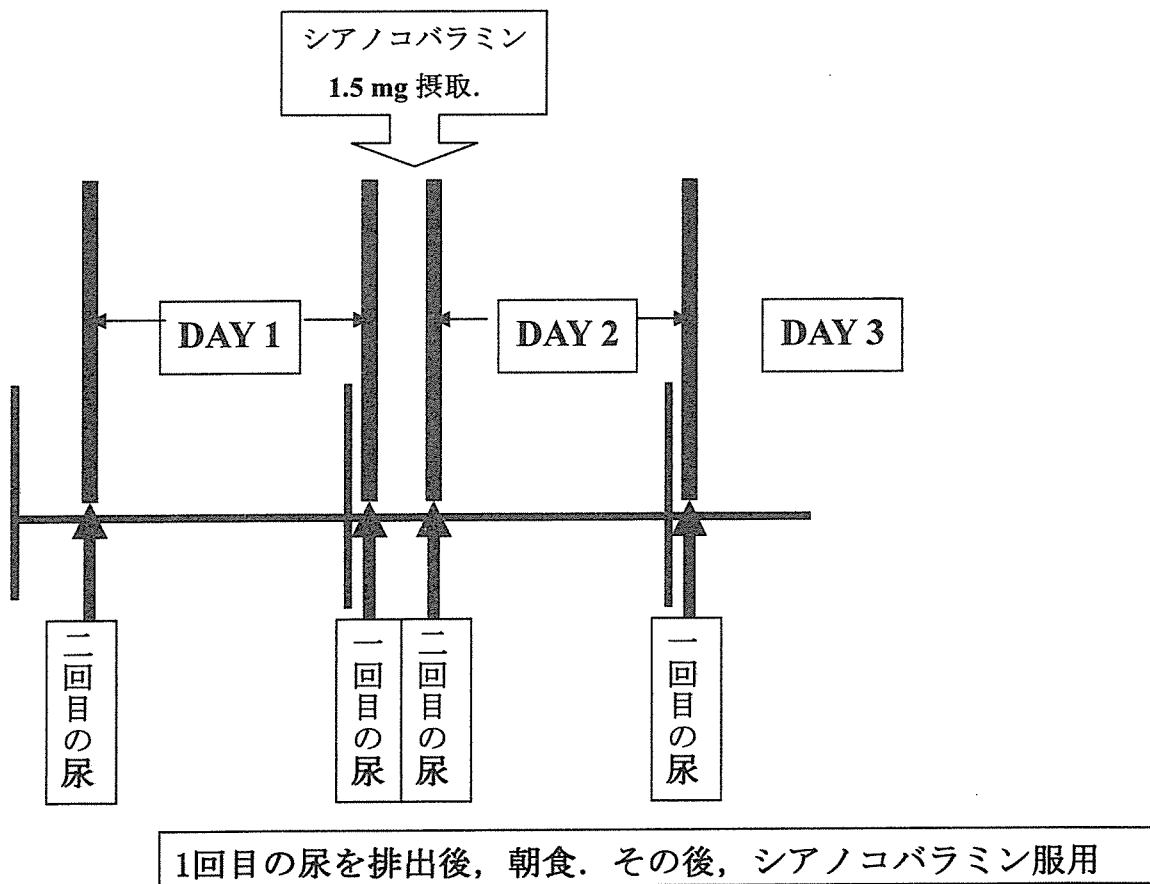 シアノコバラミン
1.5 mg 摂取.
DAY 1
DAY 2
DAY 3
二回目の尿
一回目の尿
二回目の尿
一回目の尿
1回目の尿を排出後，朝食．その後，シアノコバラミン服用